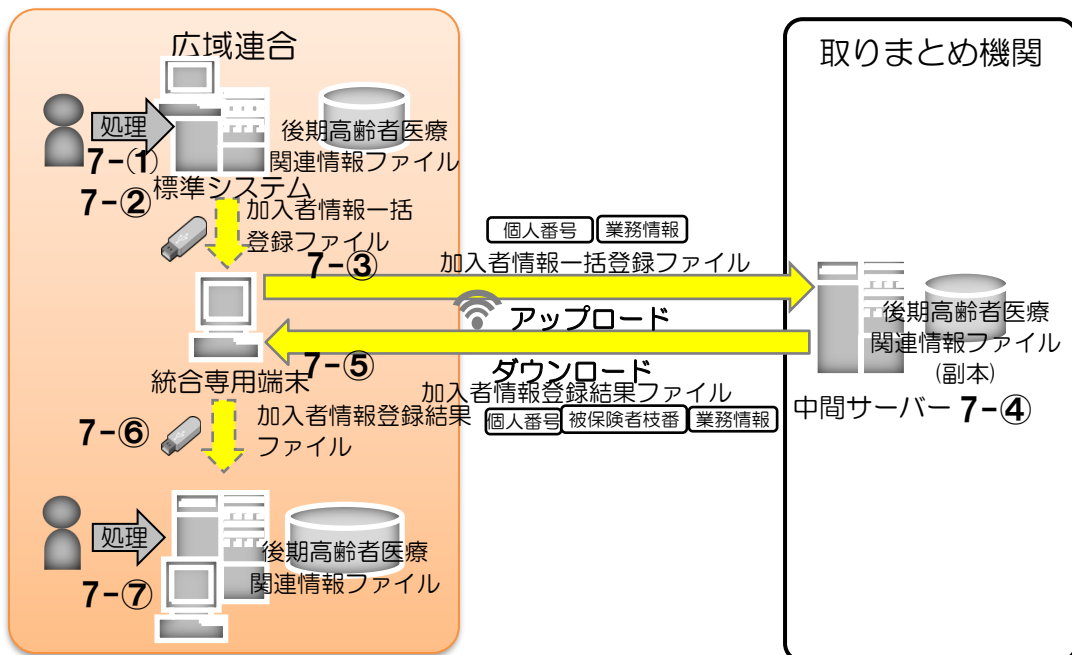 広域連合
取りまとめ機関
処理
7-①
後期高齢者医療
関連情報ファイル
標準システム
7-②
加入者情報一括
登録ファイル
個人番号 業務情報
7-③
加入者情報一括登録ファイル
アップロード
後期高齢者医療
関連情報ファイル
(副本)
中間サーバー 7-④
ダウンロード
7-⑤
統合専用端末
加入者情報登録結果ファイル
個人番号 被保険者枝番 業務情報
7-⑥
加入者情報登録結果
ファイル
処理
7-⑦
後期高齢者医療
関連情報ファイル